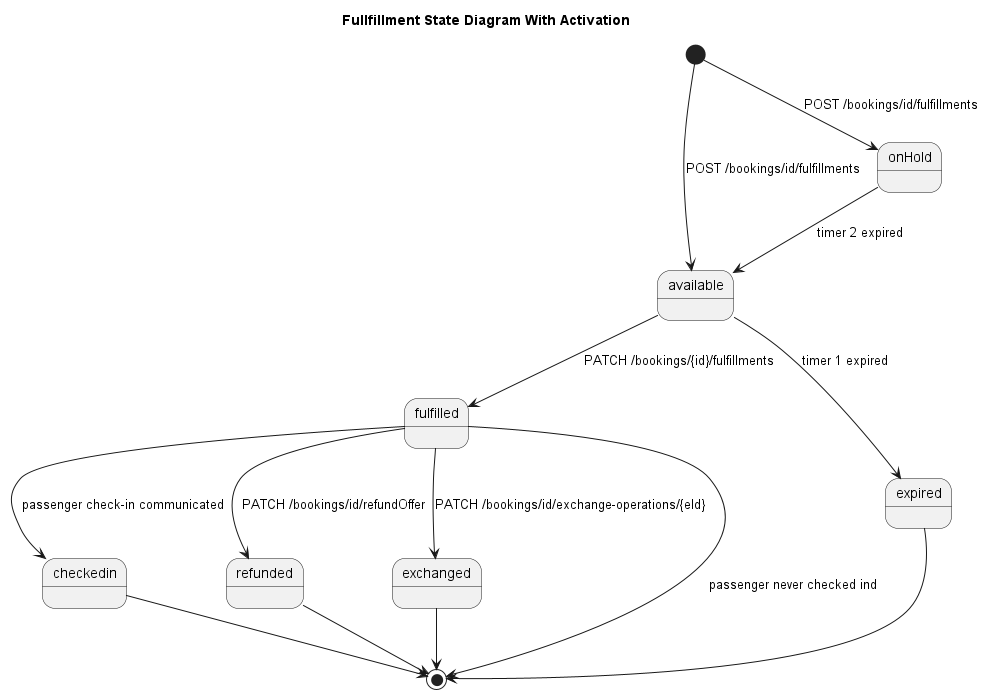 Fullfillment State Diagram With Activation
POST /bookings/id/fulfillments
onHold
POST /bookings/id/fulfillments
timer 2 expired
available
PATCH /bookings/{id}/fulfillments
timer 1 expired
fulfilled
expired
passenger check-in communicated
PATCH /bookings/id/refundOffer
PATCH /bookings/id/exchange-operations/{eId}
checkedin
refunded
exchanged
passenger never checked ind